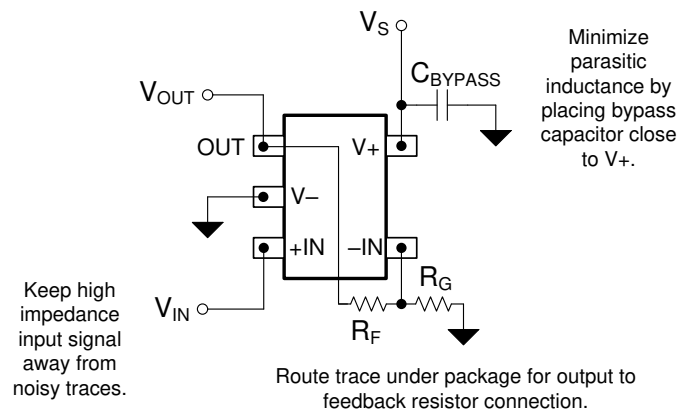 VS
CBYPASS
Minimize
parasitic
inductance by
placing bypass
capacitor close
to V+.
VOUT
OUT
V+
V–
+IN
–IN
VIN
RG
RF
Keep high
impedance
input signal
away from
noisy traces.
Route trace under package for output to
feedback resistor connection.